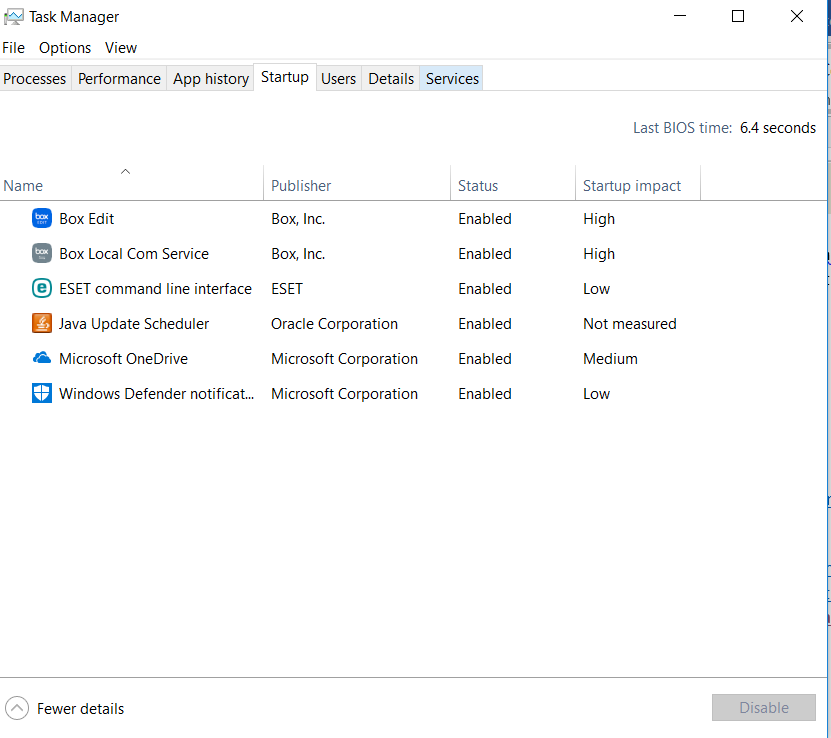 Task Manager
File Options View
Processes Performance App history Startup Users Details Services
Last BIOS time: 6.4 seconds
Name Publisher Status Startup impact
Box Edit Box, Inc. Enabled High
Box Local Com Service Box, Inc. Enabled High
ESET command line interface ESET Enabled Low
Java Update Scheduler Oracle Corporation Enabled Not measured
Microsoft OneDrive Microsoft Corporation Enabled Medium
Windows Defender notificat... Microsoft Corporation Enabled Low
Fewer details Disable